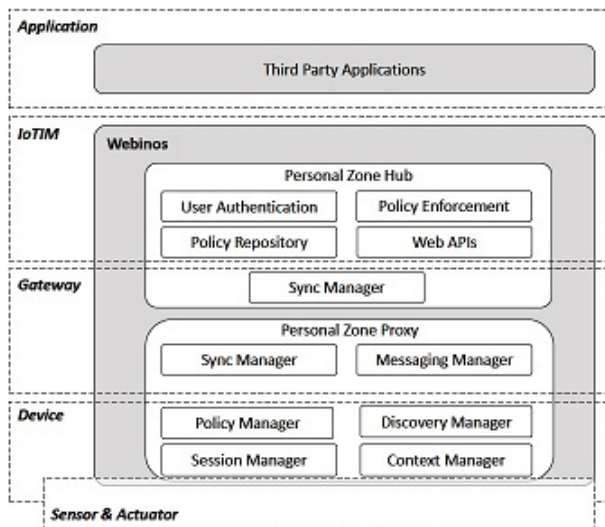 Application
Third Party Applications
IoTIM
Webinos
Personal Zone Hub
User Authentication
Policy Enforcement
Policy Repository
Web APIs
Gateway
Sync Manager
Personal Zone Proxy
Sync Manager
Messaging Manager
Device
Policy Manager
Discovery Manager
Session Manager
Context Manager
Sensor & Actuator